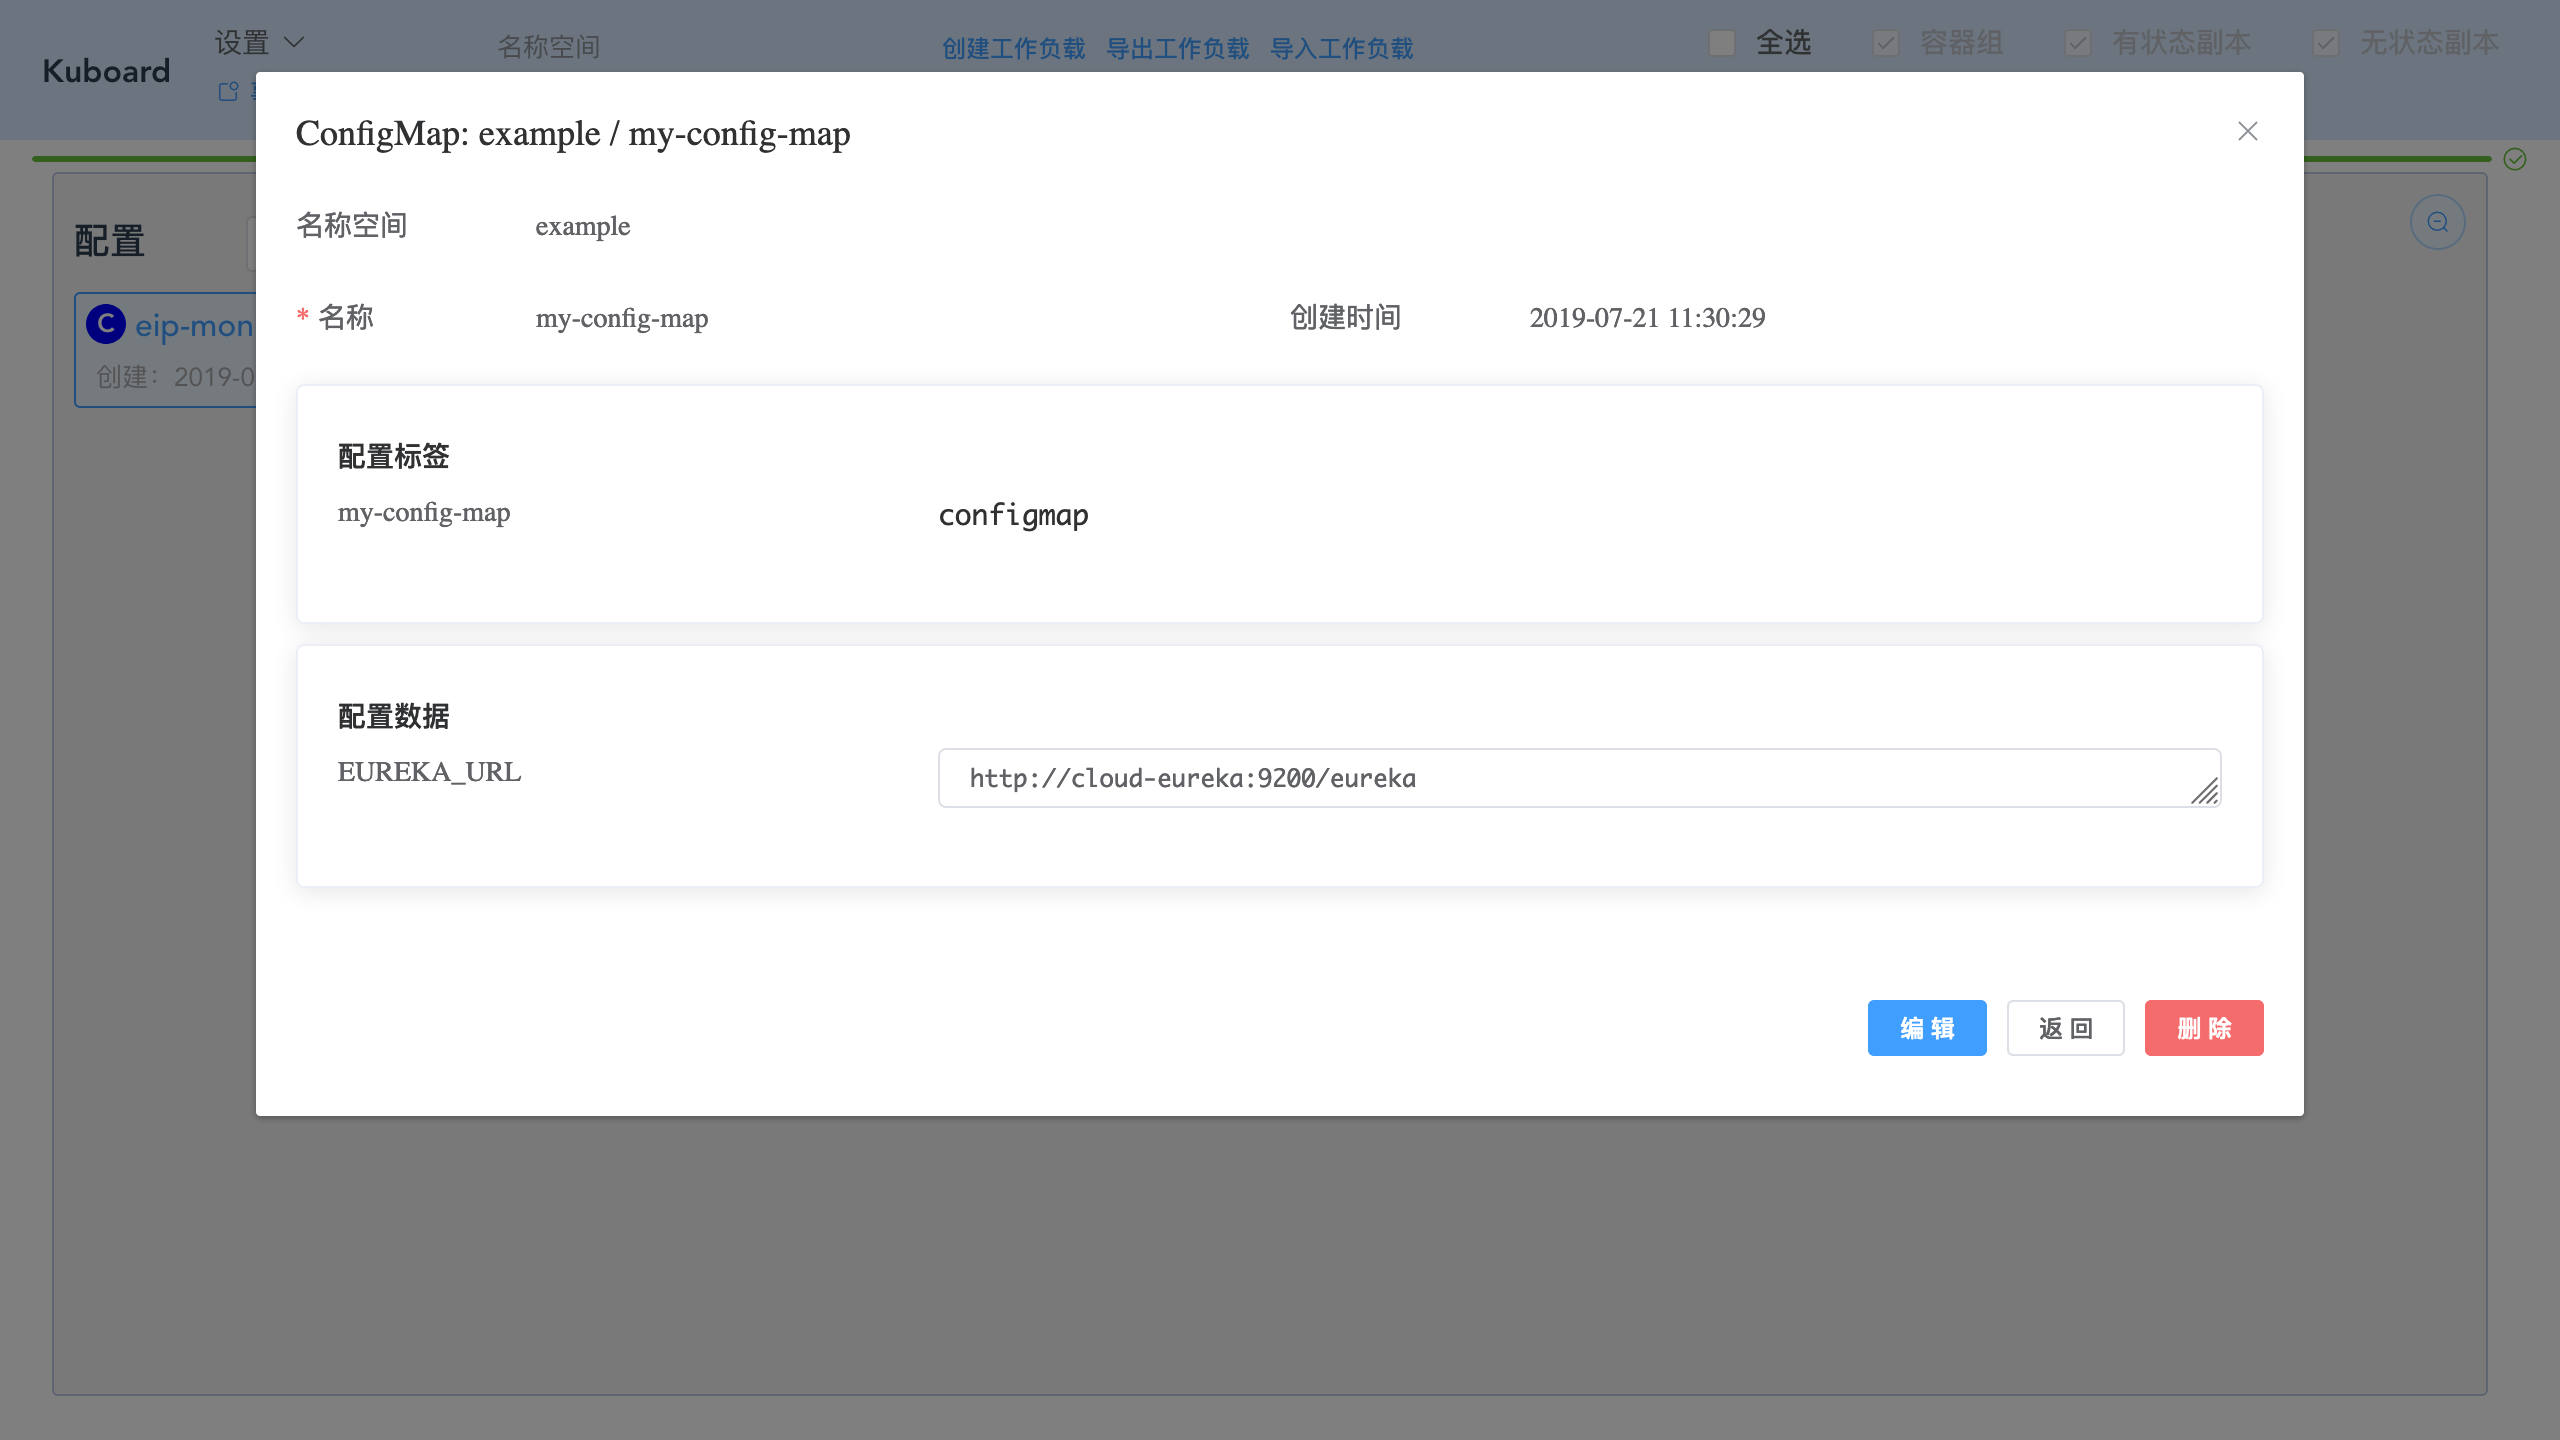 Kuboard
设置
名称空间
创建工作负载 导出工作负载 导入工作负载
全选 容器组 有状态副本 无状态副本
配置
C eip-mon
创建：2019-0
ConfigMap: example / my-config-map
名称空间 example
* 名称 my-config-map 创建时间 2019-07-21 11:30:29
配置标签
my-config-map configmap
配置数据
EUREKA_URL http://cloud-eureka:9200/eureka
编 辑 返 回 删 除